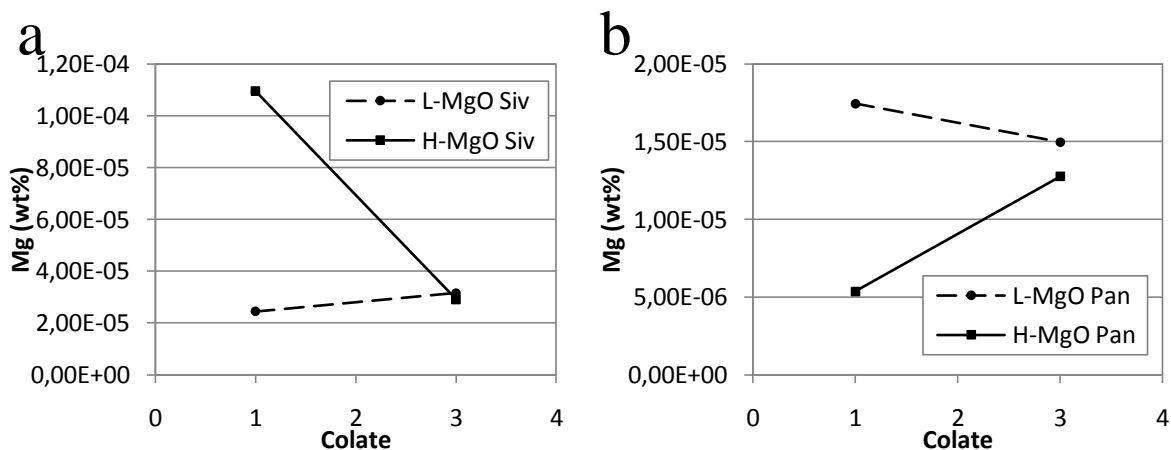 a
1,20E-04
1,00E-04
8,00E-05
6,00E-05
4,00E-05
2,00E-05
0,00E+00
Mg (wt%)
L-MgO Siv
H-MgO Siv
0 1 2 3 4
Colate
b
2,00E-05
1,50E-05
1,00E-05
5,00E-06
0,00E+00
Mg (wt%)
L-MgO Pan
H-MgO Pan
0 1 2 3 4
Colate